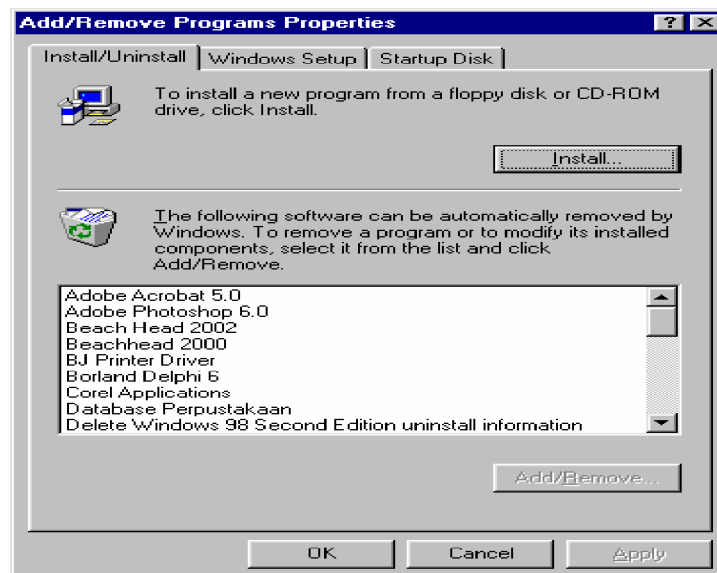 Add/Remove Programs Properties
Install/Uninstall Windows Setup Startup Disk
To install a new program from a floppy disk or CD-ROM
drive, click Install.
Install...
The following software can be automatically removed by
Windows. To remove a program or to modify its installed
components, select it from the list and click
Add/Remove.
Adobe Acrobat 5.0
Adobe Photoshop 6.0
Beach Head 2002
Beachhead 2000
BJ Printer Driver
Borland Delphi 6
Corel Applications
Database Perpustakaan
Delete Windows 98 Second Edition uninstall information
Add/Remove...
OK Cancel Apply